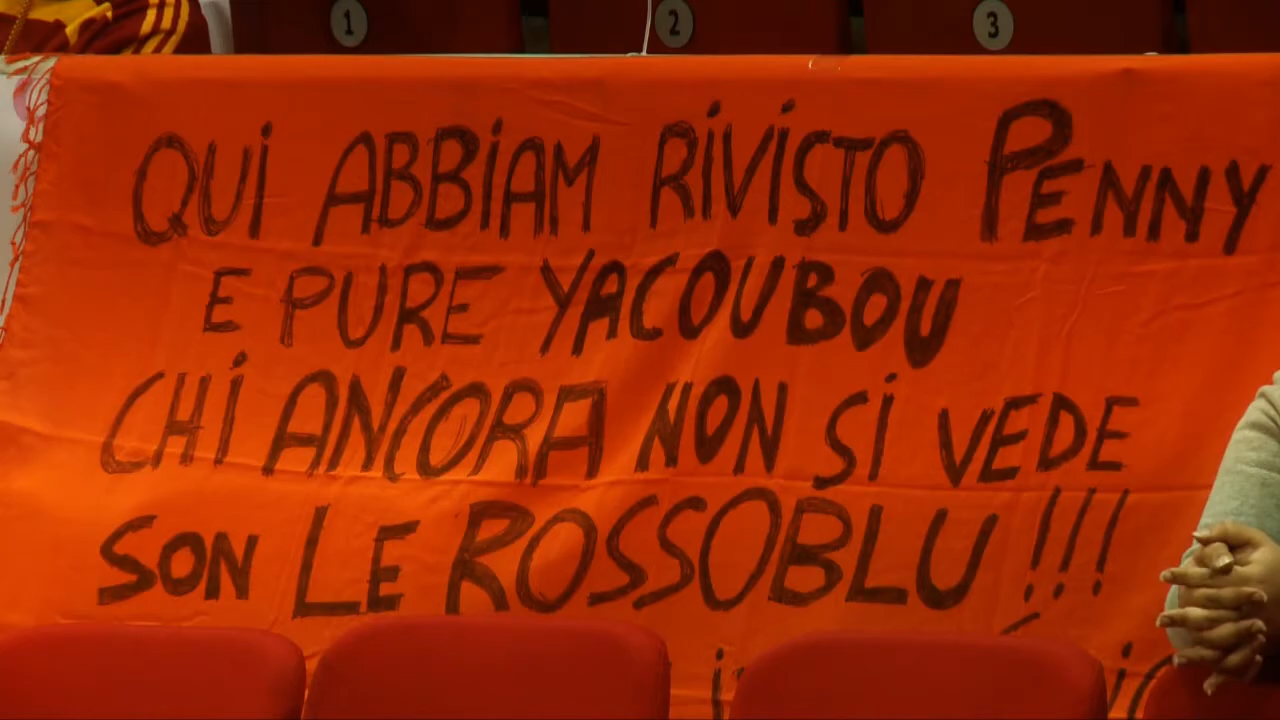 1 2 3
QUI ABBIAM RIVISTO PENNY
E PURE YACOUBOU
CHI ANCORA NON SI VEDE
SON LE ROSSOBLU !!!